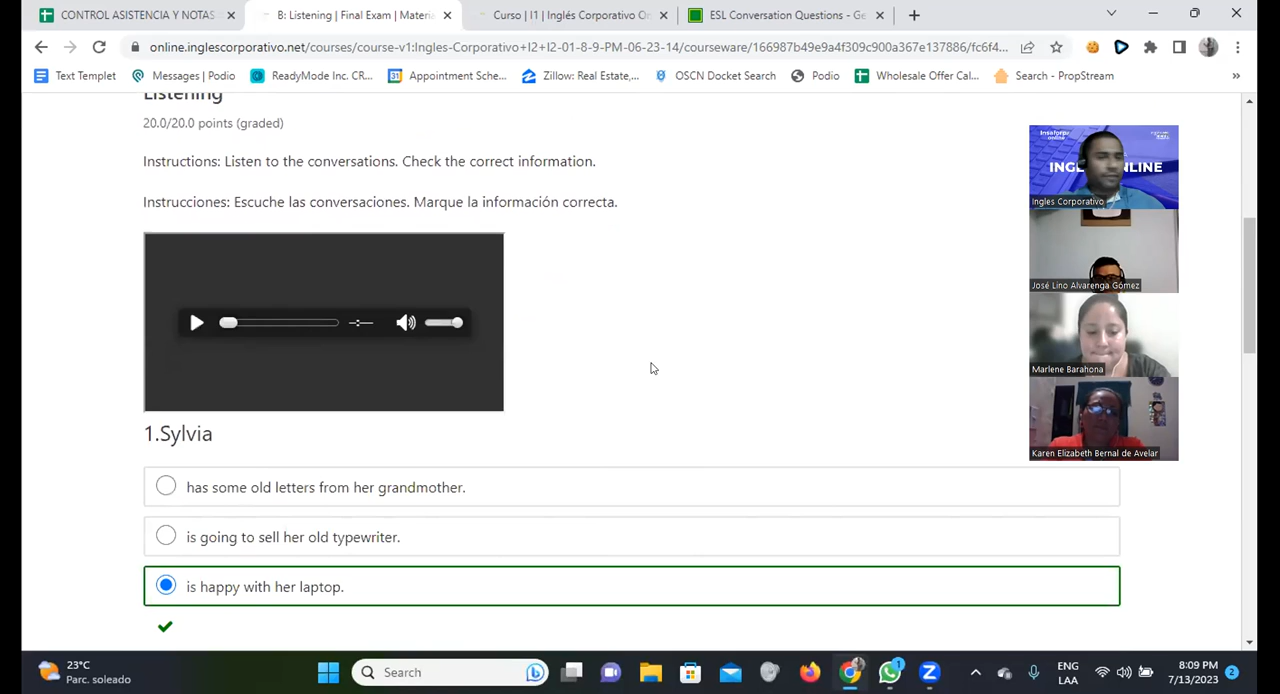 CONTROL ASISTENCIA Y NOTAS
B: Listening | Final Exam | Materia
Curso | I1 | Inglés Corporativo On
ESL Conversation Questions - Ge
online.inglescorporativo.net/courses/course-v1:Ingles-Corporativo+I2+I2-01-8-9-PM-06-23-14/courseware/166987b49e9a4f309c900a367e137886/fc6f4...
Text Templet
Messages | Podio
ReadyMode Inc. CR...
Appointment Sche...
Zillow: Real Estate,...
OSCN Docket Search
Podio
Wholesale Offer Cal...
Search - PropStream
Listening
20.0/20.0 points (graded)
Instructions: Listen to the conversations. Check the correct information.
Instrucciones: Escuche las conversaciones. Marque la información correcta.
Ingles Corporativo
José Lino Alvarenga Gómez
Marlene Barahona
Karen Elizabeth Bernal de Avelar
1.Sylvia
has some old letters from her grandmother.
is going to sell her old typewriter.
is happy with her laptop.
23°C
Parc. soleado
Search
ENG
LAA
8:09 PM
7/13/2023